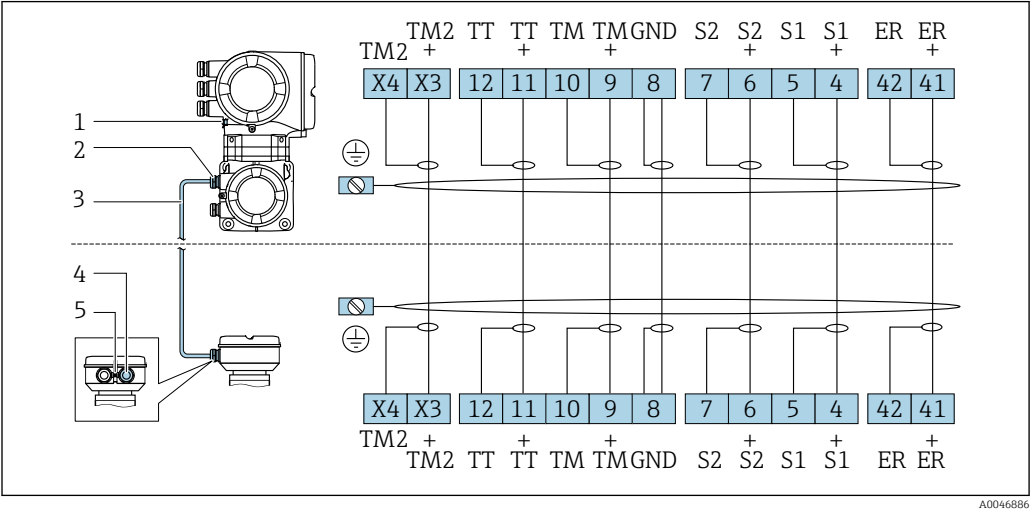 TM2 TT TT TM TM GND S2 S2 S1 S1 ER ER
TM2 + + + + + +
X4 X3 12 11 10 9 8 7 6 5 4 42 41
1
2
3
4
5
X4 X3 12 11 10 9 8 7 6 5 4 42 41
TM2 + + + + + +
TM2 TT TT TM TM GND S2 S2 S1 S1 ER ER
A0046886